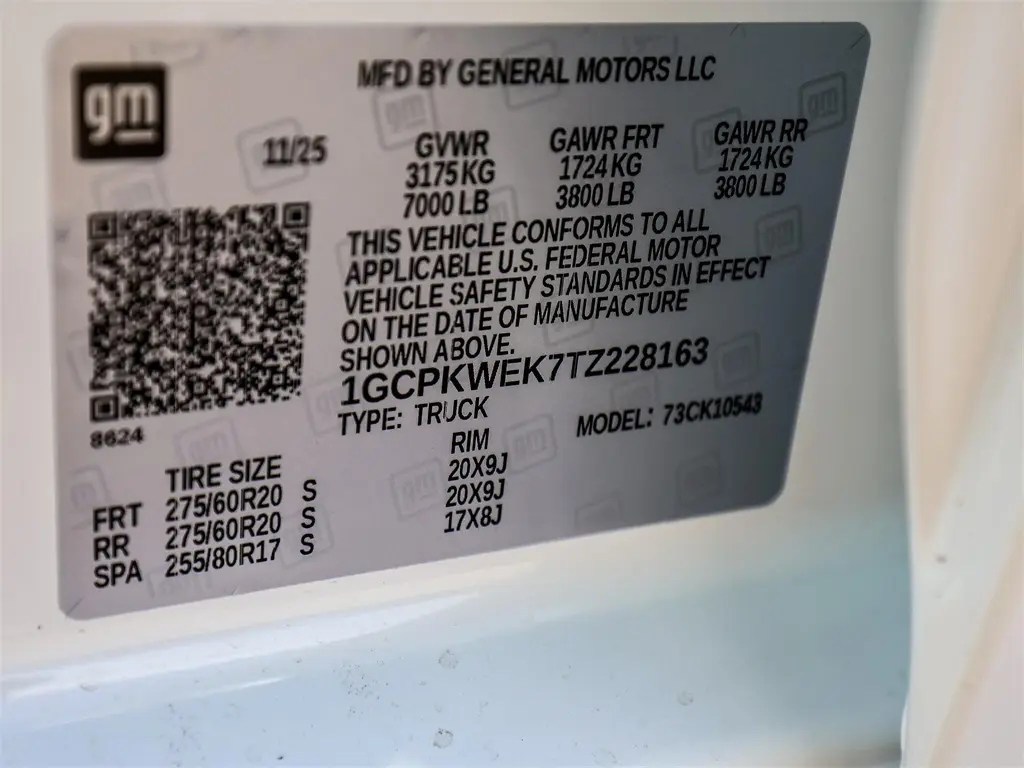 gm
MFD BY GENERAL MOTORS LLC
11/25
GVWR GAWR FRT GAWR RR
3175 KG 1724 KG 1724 KG
7000 LB 3800 LB 3800 LB
THIS VEHICLE CONFORMS TO ALL
APPLICABLE U.S. FEDERAL MOTOR
VEHICLE SAFETY STANDARDS IN EFFECT
ON THE DATE OF MANUFACTURE
SHOWN ABOVE.
1GCPKWEK7TZ228163
TYPE: TRUCK MODEL: 73CK10543
8624
TIRE SIZE RIM
FRT 275/60R20 S 20X9J
RR 275/60R20 S 20X9J
SPA 255/80R17 S 17X8J